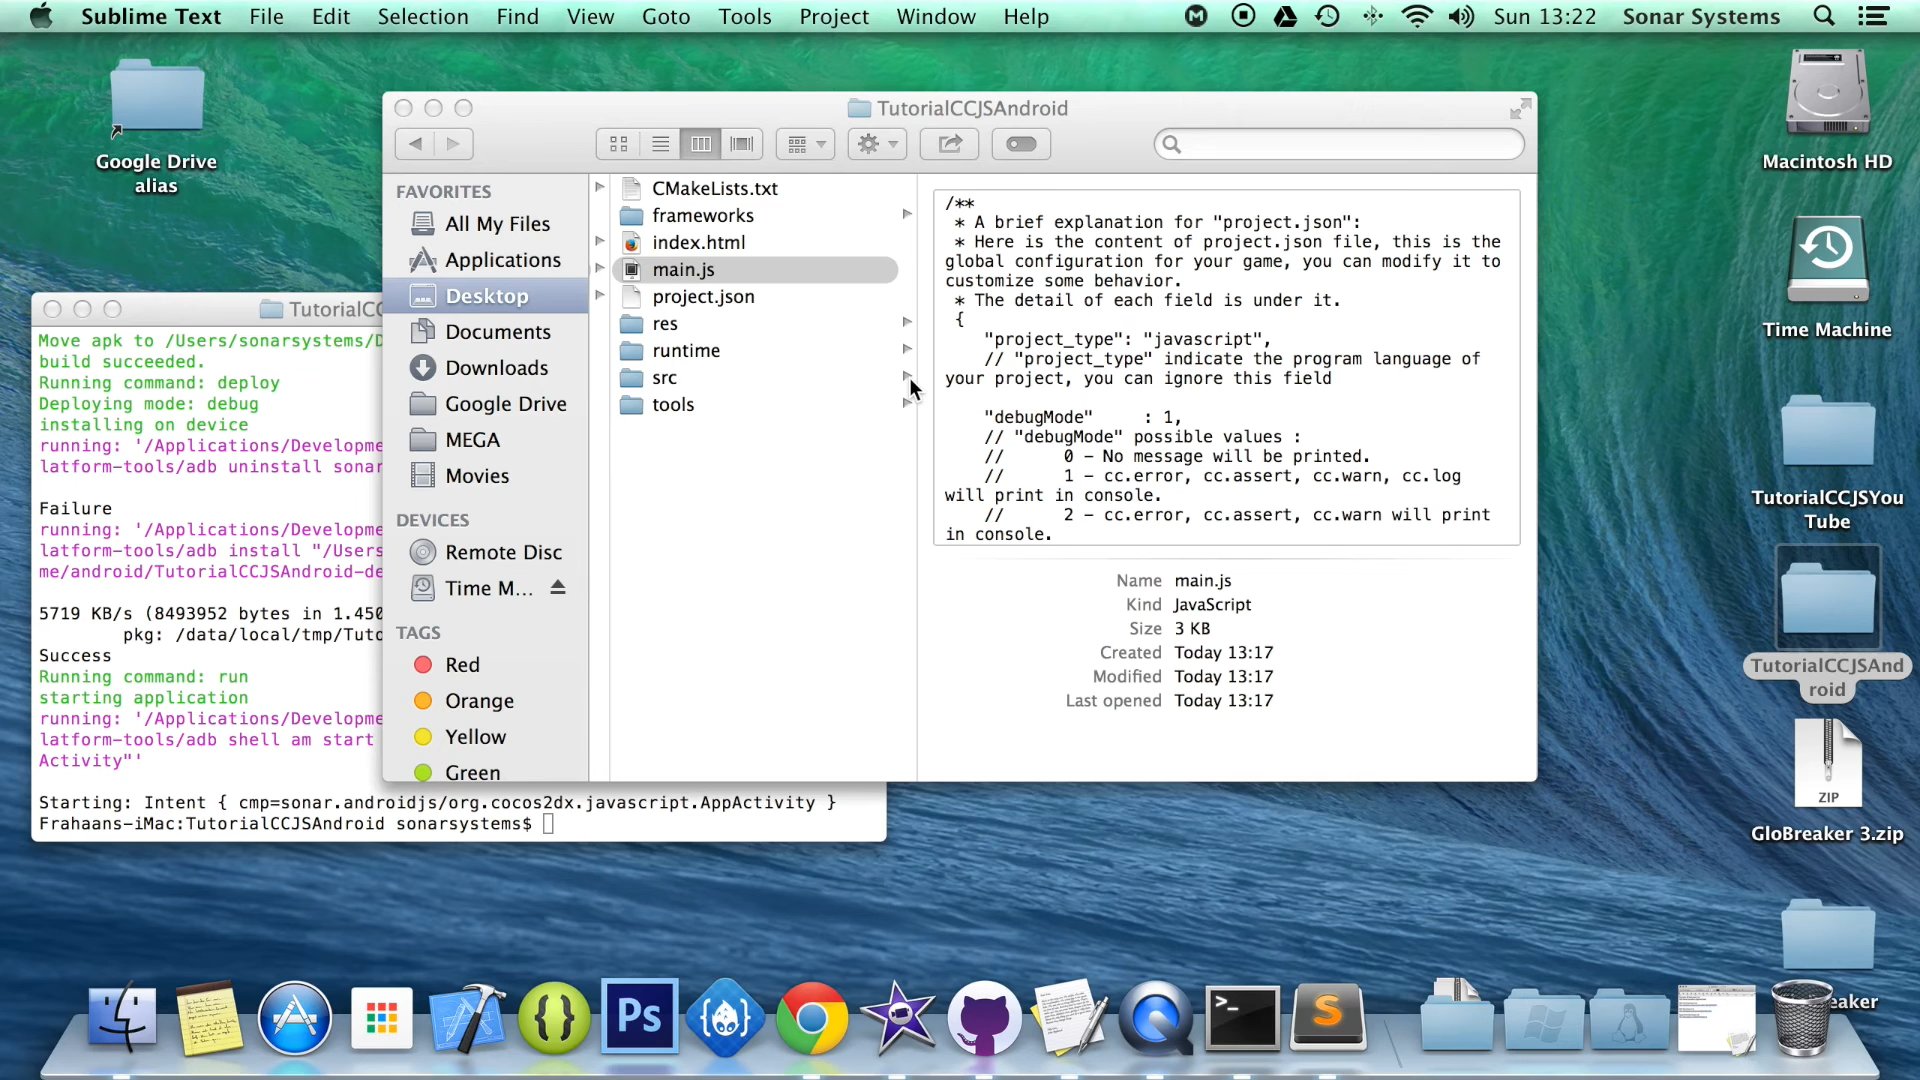 Sublime Text File Edit Selection Find View Goto Tools Project Window Help Sun 13:22 Sonar Systems
Google Drive
alias
TutorialCC
Move apk to /Users/sonarsystems/D
build succeeded.
Running command: deploy
Deploying mode: debug
installing on device
running: '/Applications/Developme
latform-tools/adb uninstall sonar
Failure
running: '/Applications/Developme
latform-tools/adb install "/Users
me/android/TutorialCCJSAndroid-de
5719 KB/s (8493952 bytes in 1.450
pkg: /data/local/tmp/Tuto
Success
Running command: run
starting application
running: '/Applications/Developme
latform-tools/adb shell am start
Activity"'
Starting: Intent { cmp=sonar.androidjs/org.cocos2dx.javascript.AppActivity }
Frahaans-iMac:TutorialCCJSAndroid sonarsystems$
TutorialCCJSAndroid
FAVORITES
All My Files
Applications
Desktop
Documents
Downloads
Google Drive
MEGA
Movies
DEVICES
Remote Disc
Time M...
TAGS
Red
Orange
Yellow
Green
CMakeLists.txt
frameworks
index.html
main.js
project.json
res
runtime
src
tools
/**
* A brief explanation for "project.json":
* Here is the content of project.json file, this is the
global configuration for your game, you can modify it to
customize some behavior.
* The detail of each field is under it.
{
"project_type": "javascript",
// "project_type" indicate the program language of
your project, you can ignore this field
"debugMode" : 1,
// "debugMode" possible values :
// 0 - No message will be printed.
// 1 - cc.error, cc.assert, cc.warn, cc.log
will print in console.
// 2 - cc.error, cc.assert, cc.warn will print
in console.
Name main.js
Kind JavaScript
Size 3 KB
Created Today 13:17
Modified Today 13:17
Last opened Today 13:17
Macintosh HD
Time Machine
TutorialCCJSYou
Tube
TutorialCCJSAnd
roid
ZIP
GloBreaker 3.zip
eaker
Ps